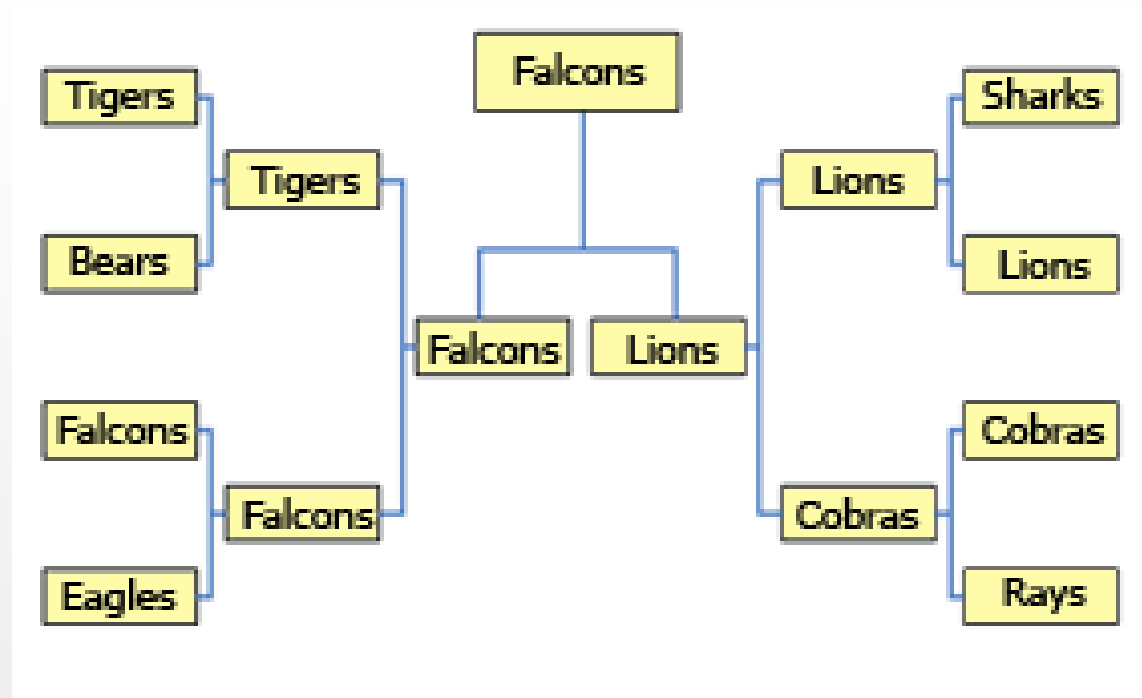 Falcons
Tigers
Sharks
Tigers
Lions
Bears
Lions
Falcons
Lions
Falcons
Cobras
Falcons
Cobras
Eagles
Rays